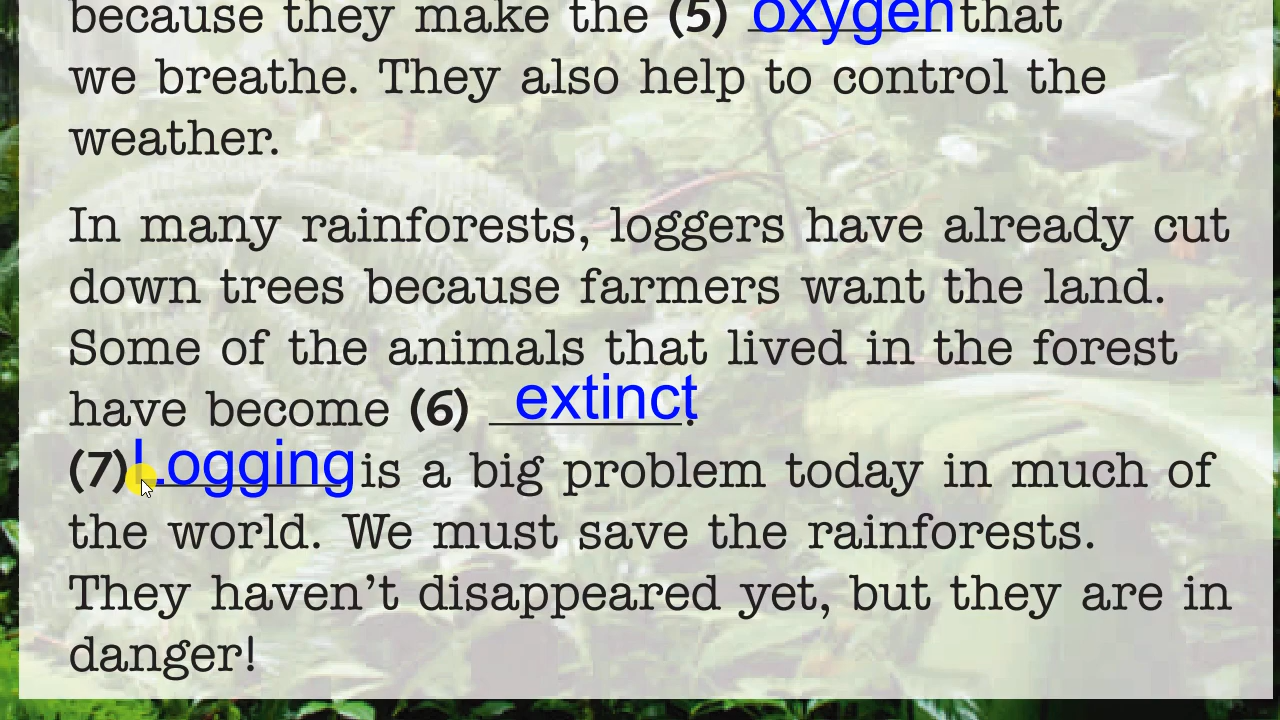 because they make the (5) oxygen that
we breathe. They also help to control the
weather.
In many rainforests, loggers have already cut
down trees because farmers want the land.
Some of the animals that lived in the forest
have become (6) extinct.
(7) Logging is a big problem today in much of
the world. We must save the rainforests.
They haven't disappeared yet, but they are in
danger!